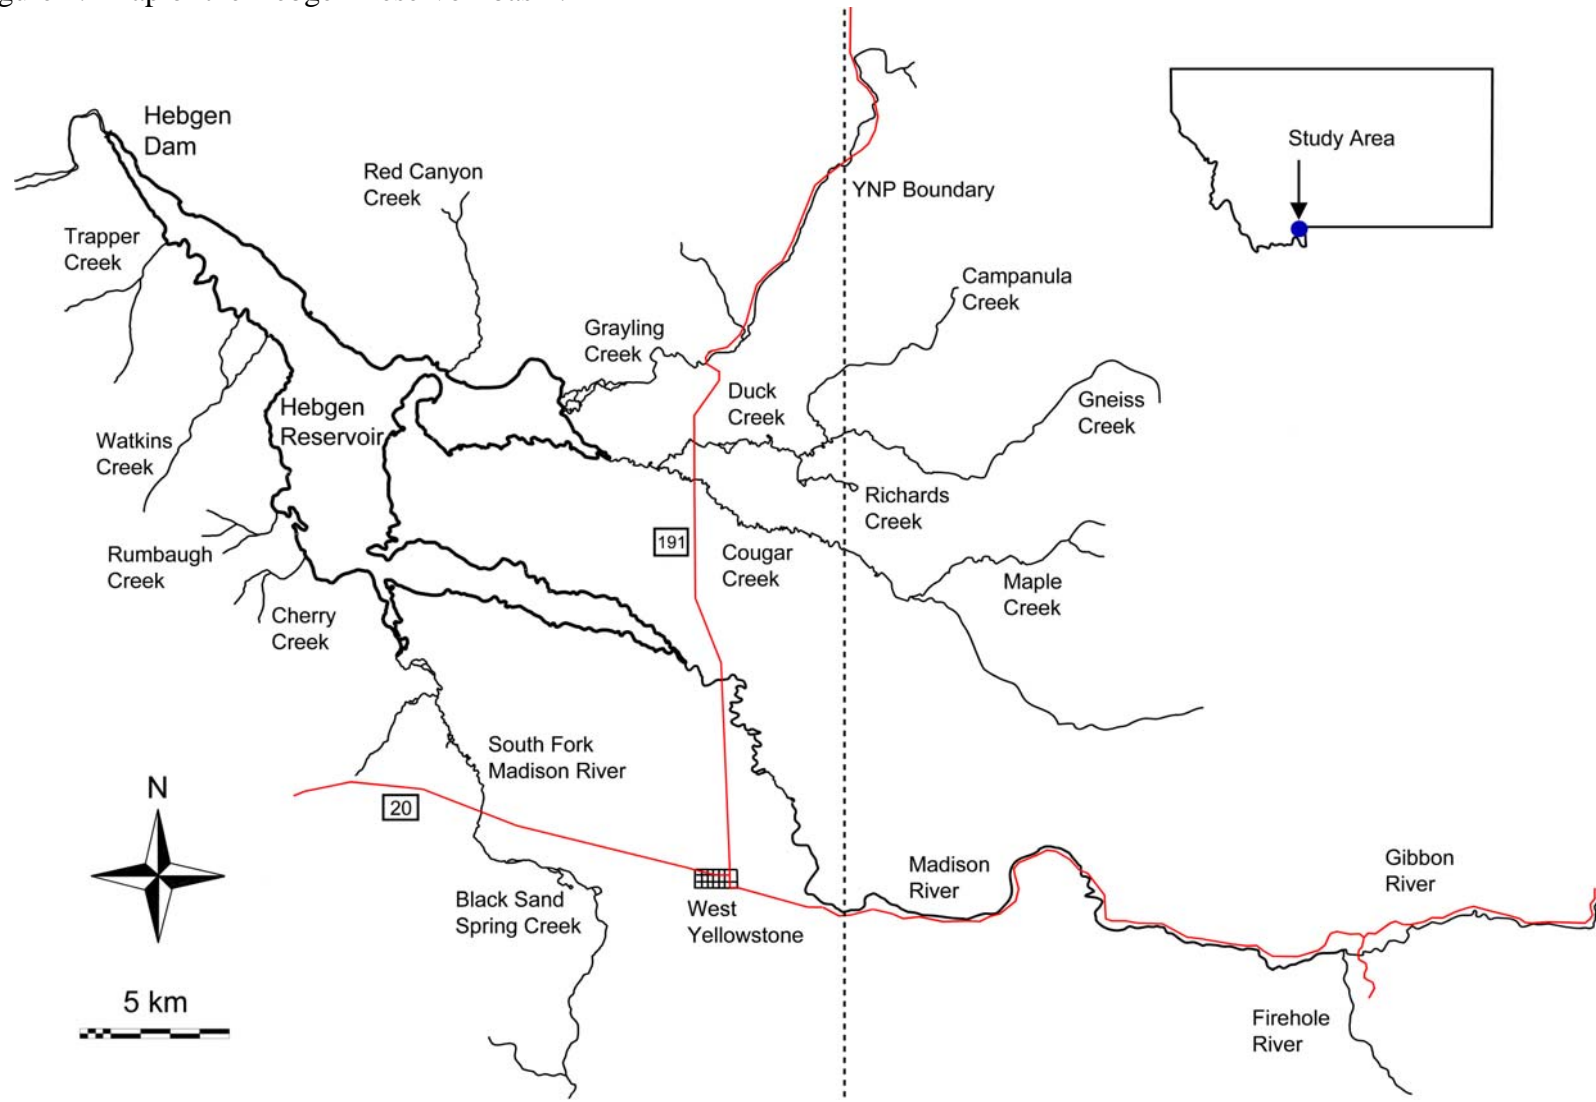 Hebgen
Dam
Red Canyon
Creek
Study Area
YNP Boundary
Trapper
Creek
Campanula
Creek
Grayling
Creek
Duck
Creek
Gneiss
Creek
Hebgen
Reservoir
Watkins
Creek
Richards
Creek
191
Rumbaugh
Creek
Cougar
Creek
Maple
Creek
Cherry
Creek
South Fork
Madison River
N
20
Madison
River
Gibbon
River
Black Sand
Spring Creek
West
Yellowstone
5 km
Firehole
River